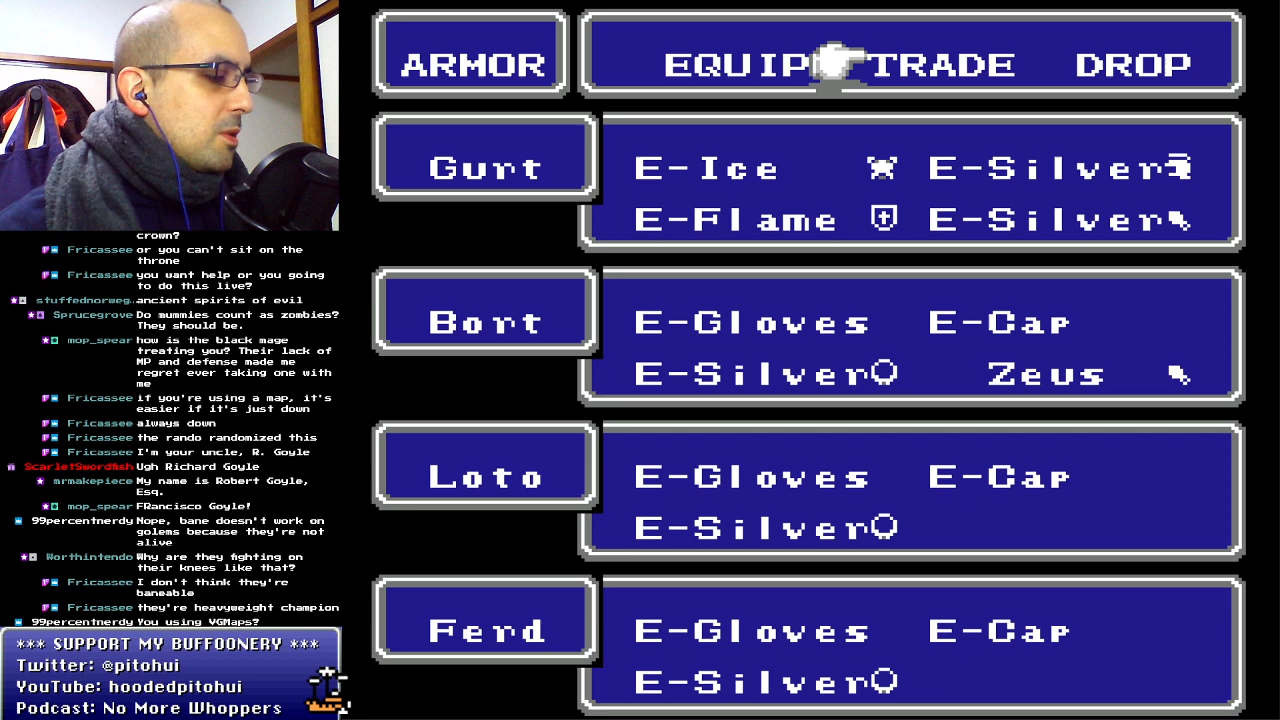 ARMOR
EQUIP TRADE DROP
Gurt
E-Ice E-Silver
E-Flame E-Silver
Bort
E-Gloves E-Cap
E-Silver Zeus
Loto
E-Gloves E-Cap
E-Silver
Ferd
E-Gloves E-Cap
E-Silver
crown?
Fricassee or you can't sit on the
throne
Fricassee you want help or you going
to do this live?
stuffednorweg.. ancient spirits of evil
Sprucegrove Do mummies count as zombies?
They should be.
mop_spear how is the black mage
treating you? Their lack of
MP and defense made me
regret ever taking one with
me
Fricassee if you're using a map, it's
easier if it's just down
Fricassee always down
Fricassee the rando randomized this
Fricassee I'm your uncle, R. Goyle
ScarletSwordfish Ugh Richard Goyle
mrmakepiece My name is Robert Goyle,
Esq.
mop_spear FRancisco Goyle!
99percentnerdy Nope, bane doesn't work on
golems because they're not
alive
Worthintendo Why are they fighting on
their knees like that?
Fricassee I don't think they're
baneable
Fricassee they're heavyweight champion
99percentnerdy You using VGMaps?
*** SUPPORT MY BUFFOONERY ***
Twitter: @pitohui
YouTube: hoodedpitohui
Podcast: No More Whoppers